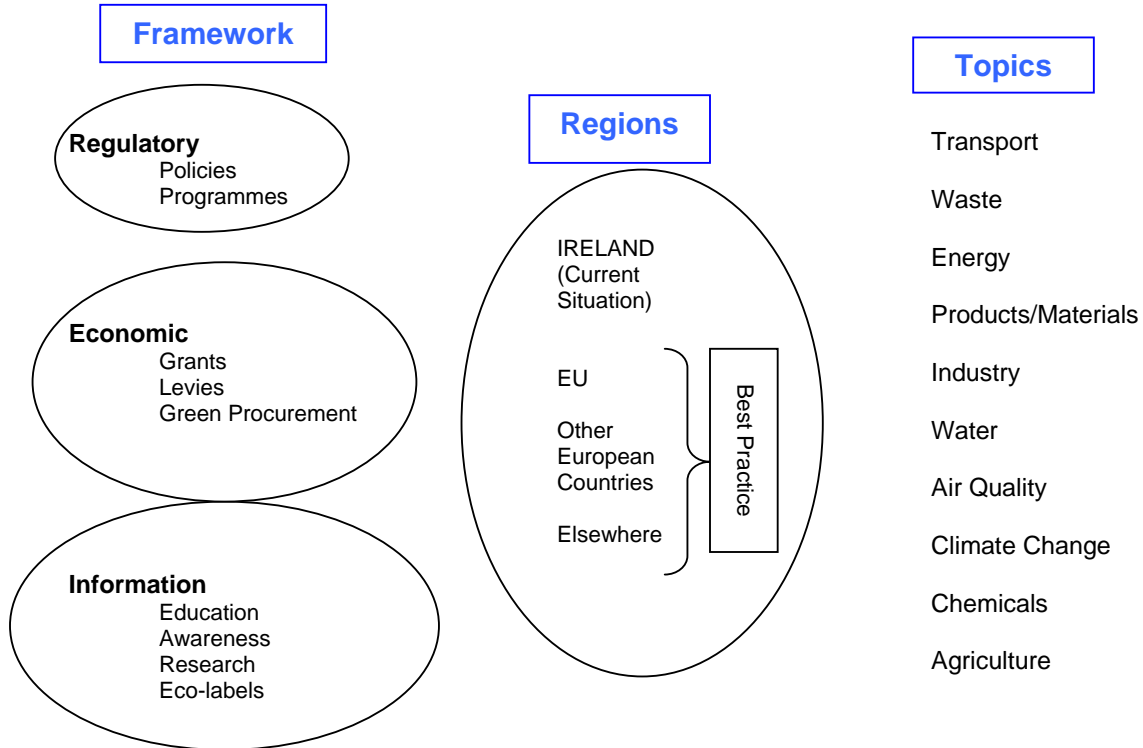 Framework
Regulatory
Policies
Programmes
Economic
Grants
Levies
Green Procurement
Information
Education
Awareness
Research
Eco-labels
Regions
IRELAND
(Current
Situation)
EU
Other
European
Countries
Elsewhere
Best Practice
Topics
Transport
Waste
Energy
Products/Materials
Industry
Water
Air Quality
Climate Change
Chemicals
Agriculture